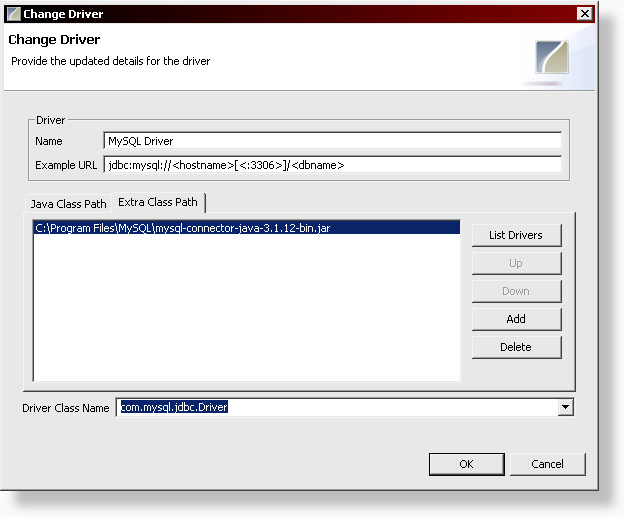 Change Driver
Change Driver
Provide the updated details for the driver
Driver
Name MySQL Driver
Example URL jdbc:mysql://<hostname>[<:3306>]/<dbname>
Java Class Path Extra Class Path
C:\Program Files\MySQL\mysql-connector-java-3.1.12-bin.jar
List Drivers
Up
Down
Add
Delete
Driver Class Name com.mysql.jdbc.Driver
OK Cancel